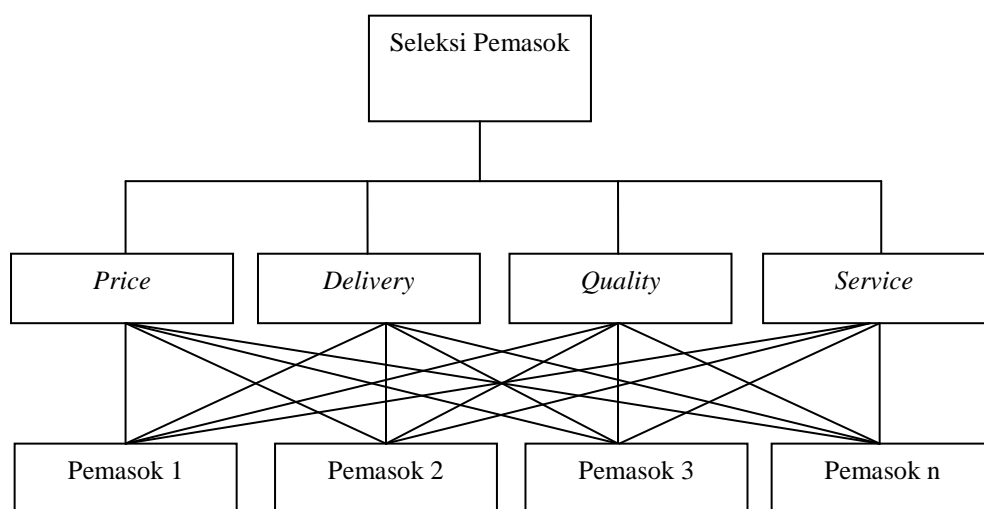 Seleksi Pemasok
Price
Delivery
Quality
Service
Pemasok 1
Pemasok 2
Pemasok 3
Pemasok n